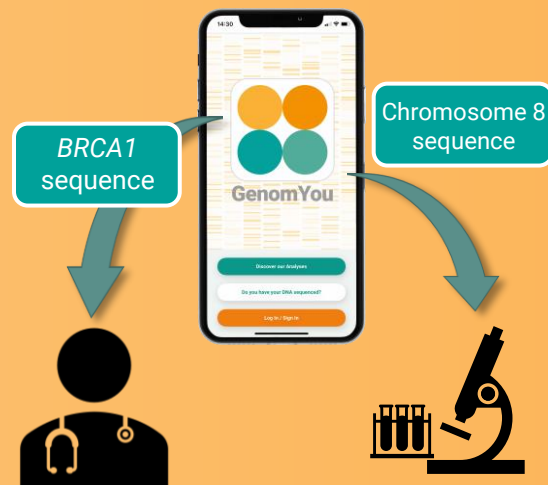 14:30
BRCA1
sequence
Chromosome 8
sequence
GenomYou
Discover our Analyses
Do you have your DNA sequenced?
Log in / Sign in